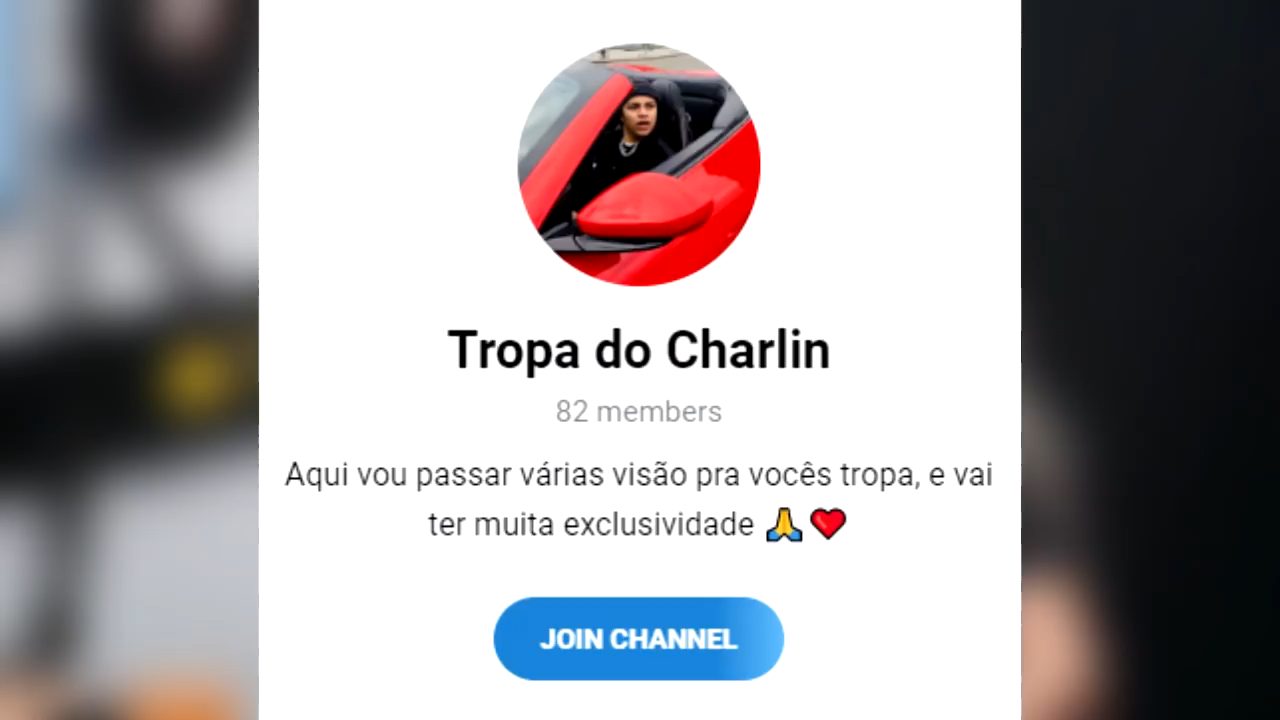 Tropa do Charlin
82 members
Aqui vou passar várias visão pra vocês tropa, e vai
ter muita exclusividade 🙏❤️
JOIN CHANNEL